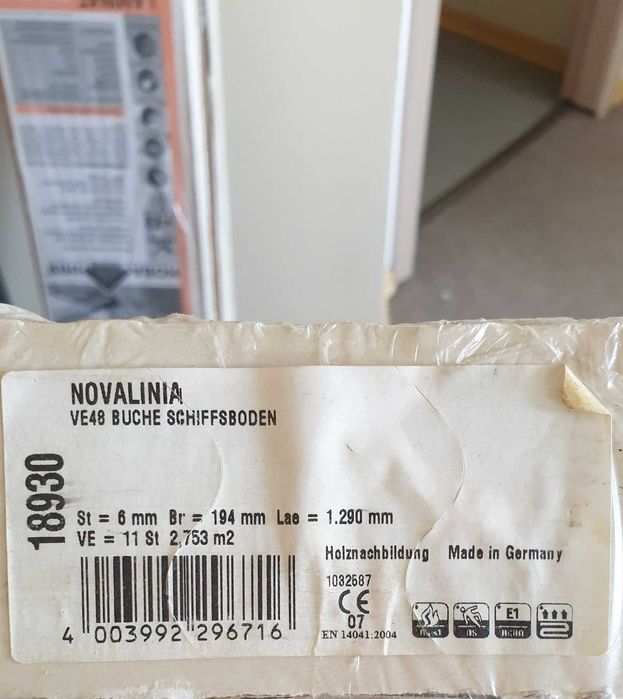 NOVALINIA
VE48 BUCHE SCHIFFSBODEN
18930
St = 6 mm Br = 194 mm Lae = 1.290 mm
VE = 11 St 2,753 m2
Holznachbildung Made in Germany
1032687
CE
07
EN 14041:2004
E1
DS
4 003992 296716